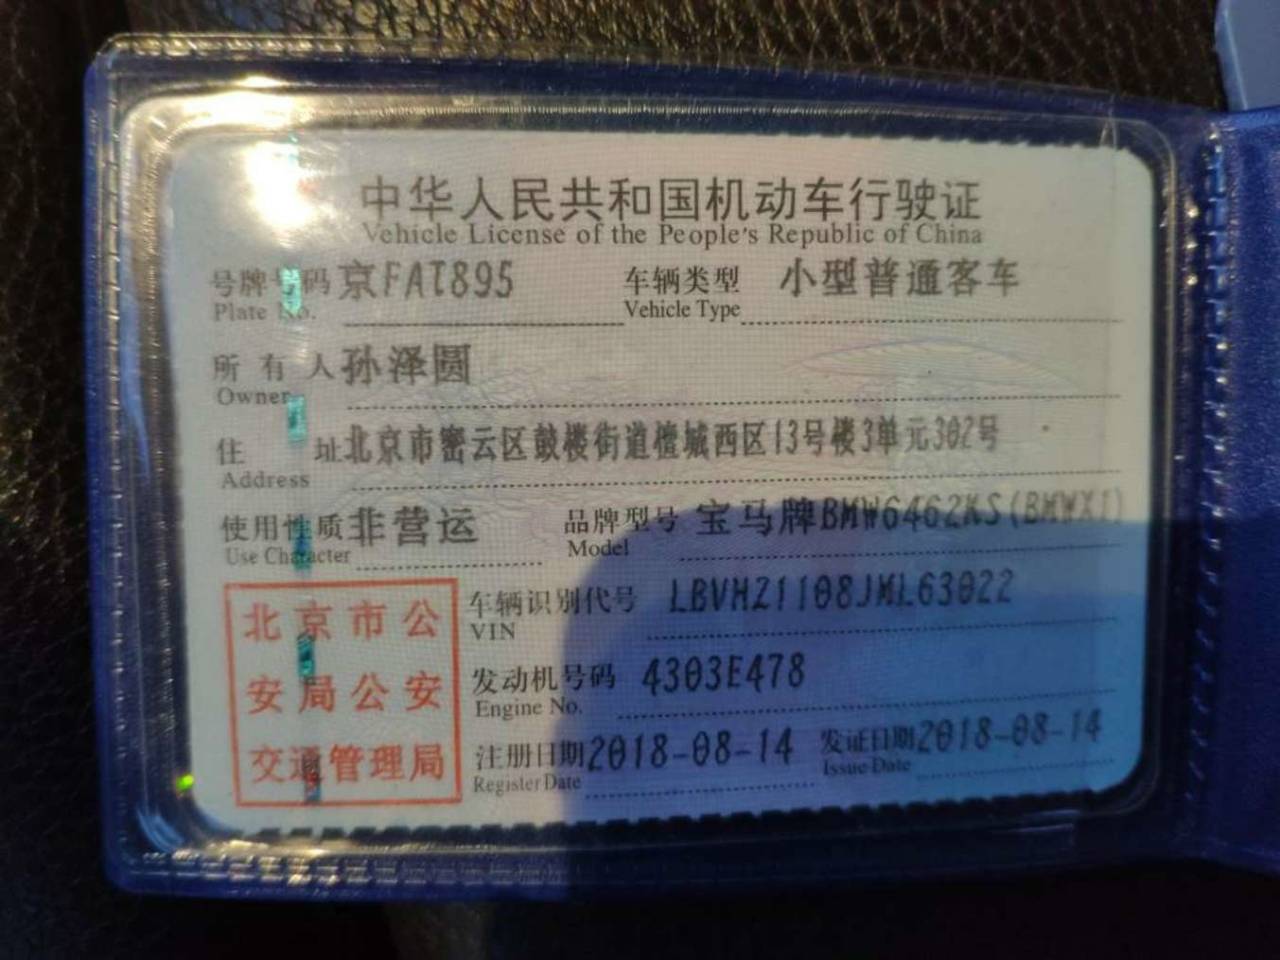 中华人民共和国机动车行驶证
Vehicle License of the People's Republic of China
号牌号码 京FAT895 车辆类型 小型普通客车
Plate No. Vehicle Type
所有人 孙泽圆
Owner
住址 北京市密云区鼓楼街道檀城西区13号楼3单元302号
Address
使用性质 非营运 品牌型号 宝马牌BMW6462KS(BMWX1)
Use Character Model
北京市公
安局公安
交通管理局
车辆识别代号 LBVHZ1108JML63022
VIN
发动机号码 4303E478
Engine No.
注册日期 2018-08-14 发证日期 2018-08-14
Register Date Issue Date